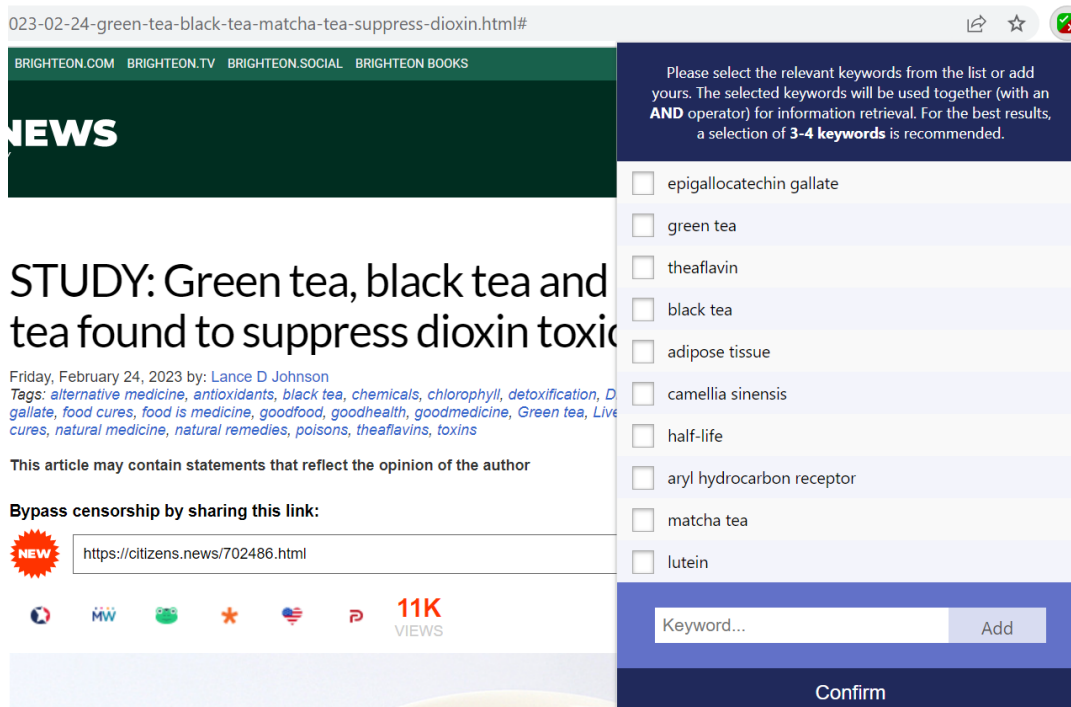 023-02-24-green-tea-black-tea-matcha-tea-suppress-dioxin.html#
BRIGHTEON.COM BRIGHTEON.TV BRIGHTEON.SOCIAL BRIGHTEON BOOKS
NEWS
STUDY: Green tea, black tea and
tea found to suppress dioxin toxic
Friday, February 24, 2023 by: Lance D Johnson
Tags: alternative medicine, antioxidants, black tea, chemicals, chlorophyll, detoxification, D
gallate, food cures, food is medicine, goodfood, goodhealth, goodmedicine, Green tea, Live
cures, natural medicine, natural remedies, poisons, theaflavins, toxins
This article may contain statements that reflect the opinion of the author
Bypass censorship by sharing this link:
NEW
https://citizens.news/702486.html
MW
11K
VIEWS
Please select the relevant keywords from the list or add
yours. The selected keywords will be used together (with an
AND operator) for information retrieval. For the best results,
a selection of 3-4 keywords is recommended.
epigallocatechin gallate
green tea
theaflavin
black tea
adipose tissue
camellia sinensis
half-life
aryl hydrocarbon receptor
matcha tea
lutein
Keyword...
Add
Confirm